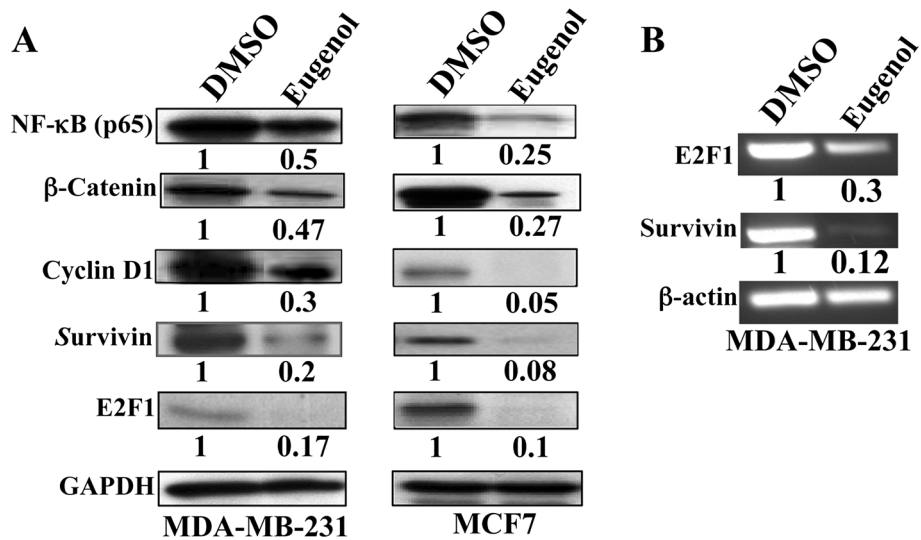 A
DMSO Eugenol DMSO Eugenol
NF-κB (p65)
1 0.5 1 0.25
β-Catenin
1 0.47 1 0.27
Cyclin D1
1 0.3 1 0.05
Survivin
1 0.2 1 0.08
E2F1
1 0.17 1 0.1
GAPDH
MDA-MB-231 MCF7
B
DMSO Eugenol
E2F1
1 0.3
Survivin
1 0.12
β-actin
MDA-MB-231